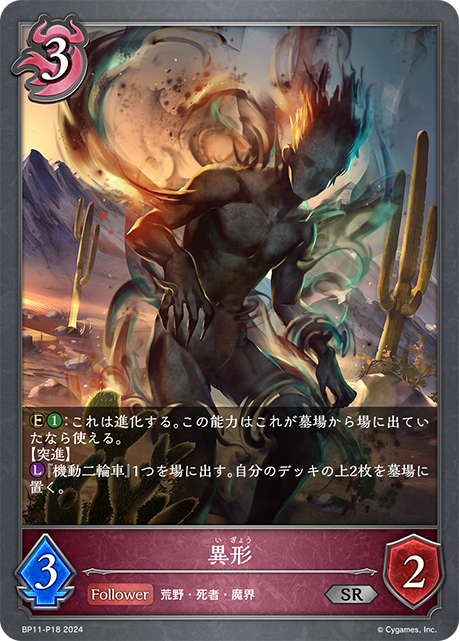 3
E 1:これは進化する。この能力はこれが墓場から場に出てい
たなら使える。
【突進】
L『機動二輪車』1つを場に出す。自分のデッキの上2枚を墓場に
置く。
いぎょう
異形
3
Follower 荒野・死者・魔界
SR
2
BP11-P18 2024
© Cygames, Inc.